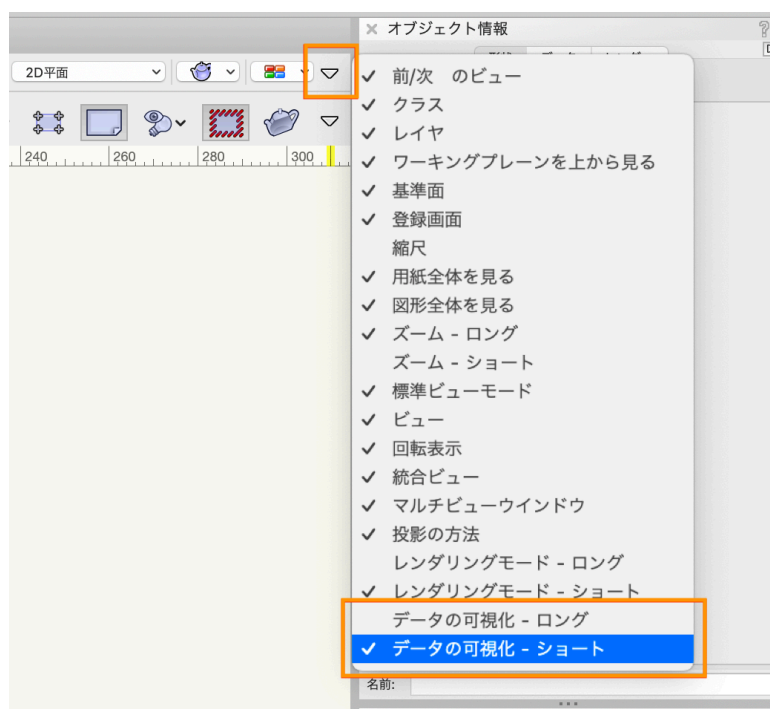 オブジェクト情報
2D平面
240 260 280 300
前/次　のビュー
クラス
レイヤ
ワーキングプレーンを上から見る
基準面
登録画面
縮尺
用紙全体を見る
図形全体を見る
ズーム - ロング
ズーム - ショート
標準ビューモード
ビュー
回転表示
統合ビュー
マルチビューウインドウ
投影の方法
レンダリングモード - ロング
レンダリングモード - ショート
データの可視化 - ロング
データの可視化 - ショート
名前: